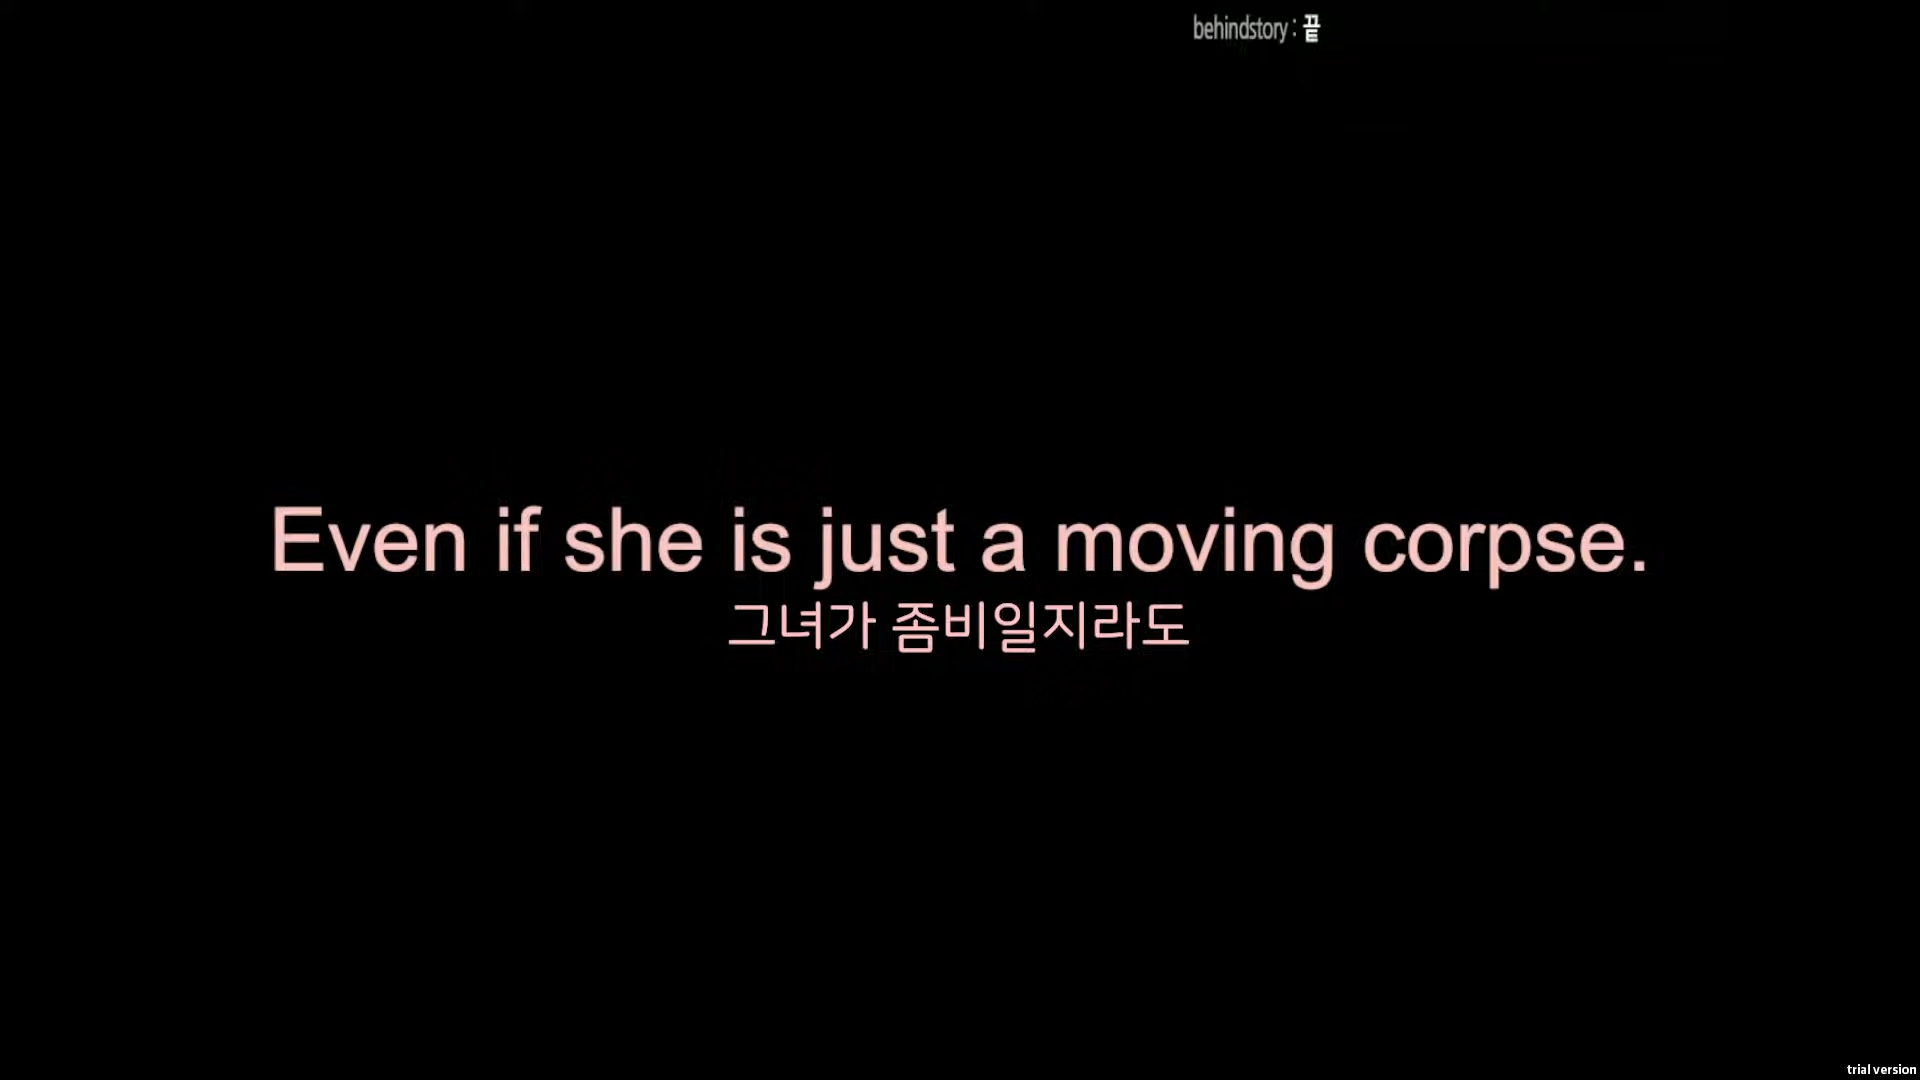 behindstory : 끝
Even if she is just a moving corpse.
그녀가 좀비일지라도
trial version